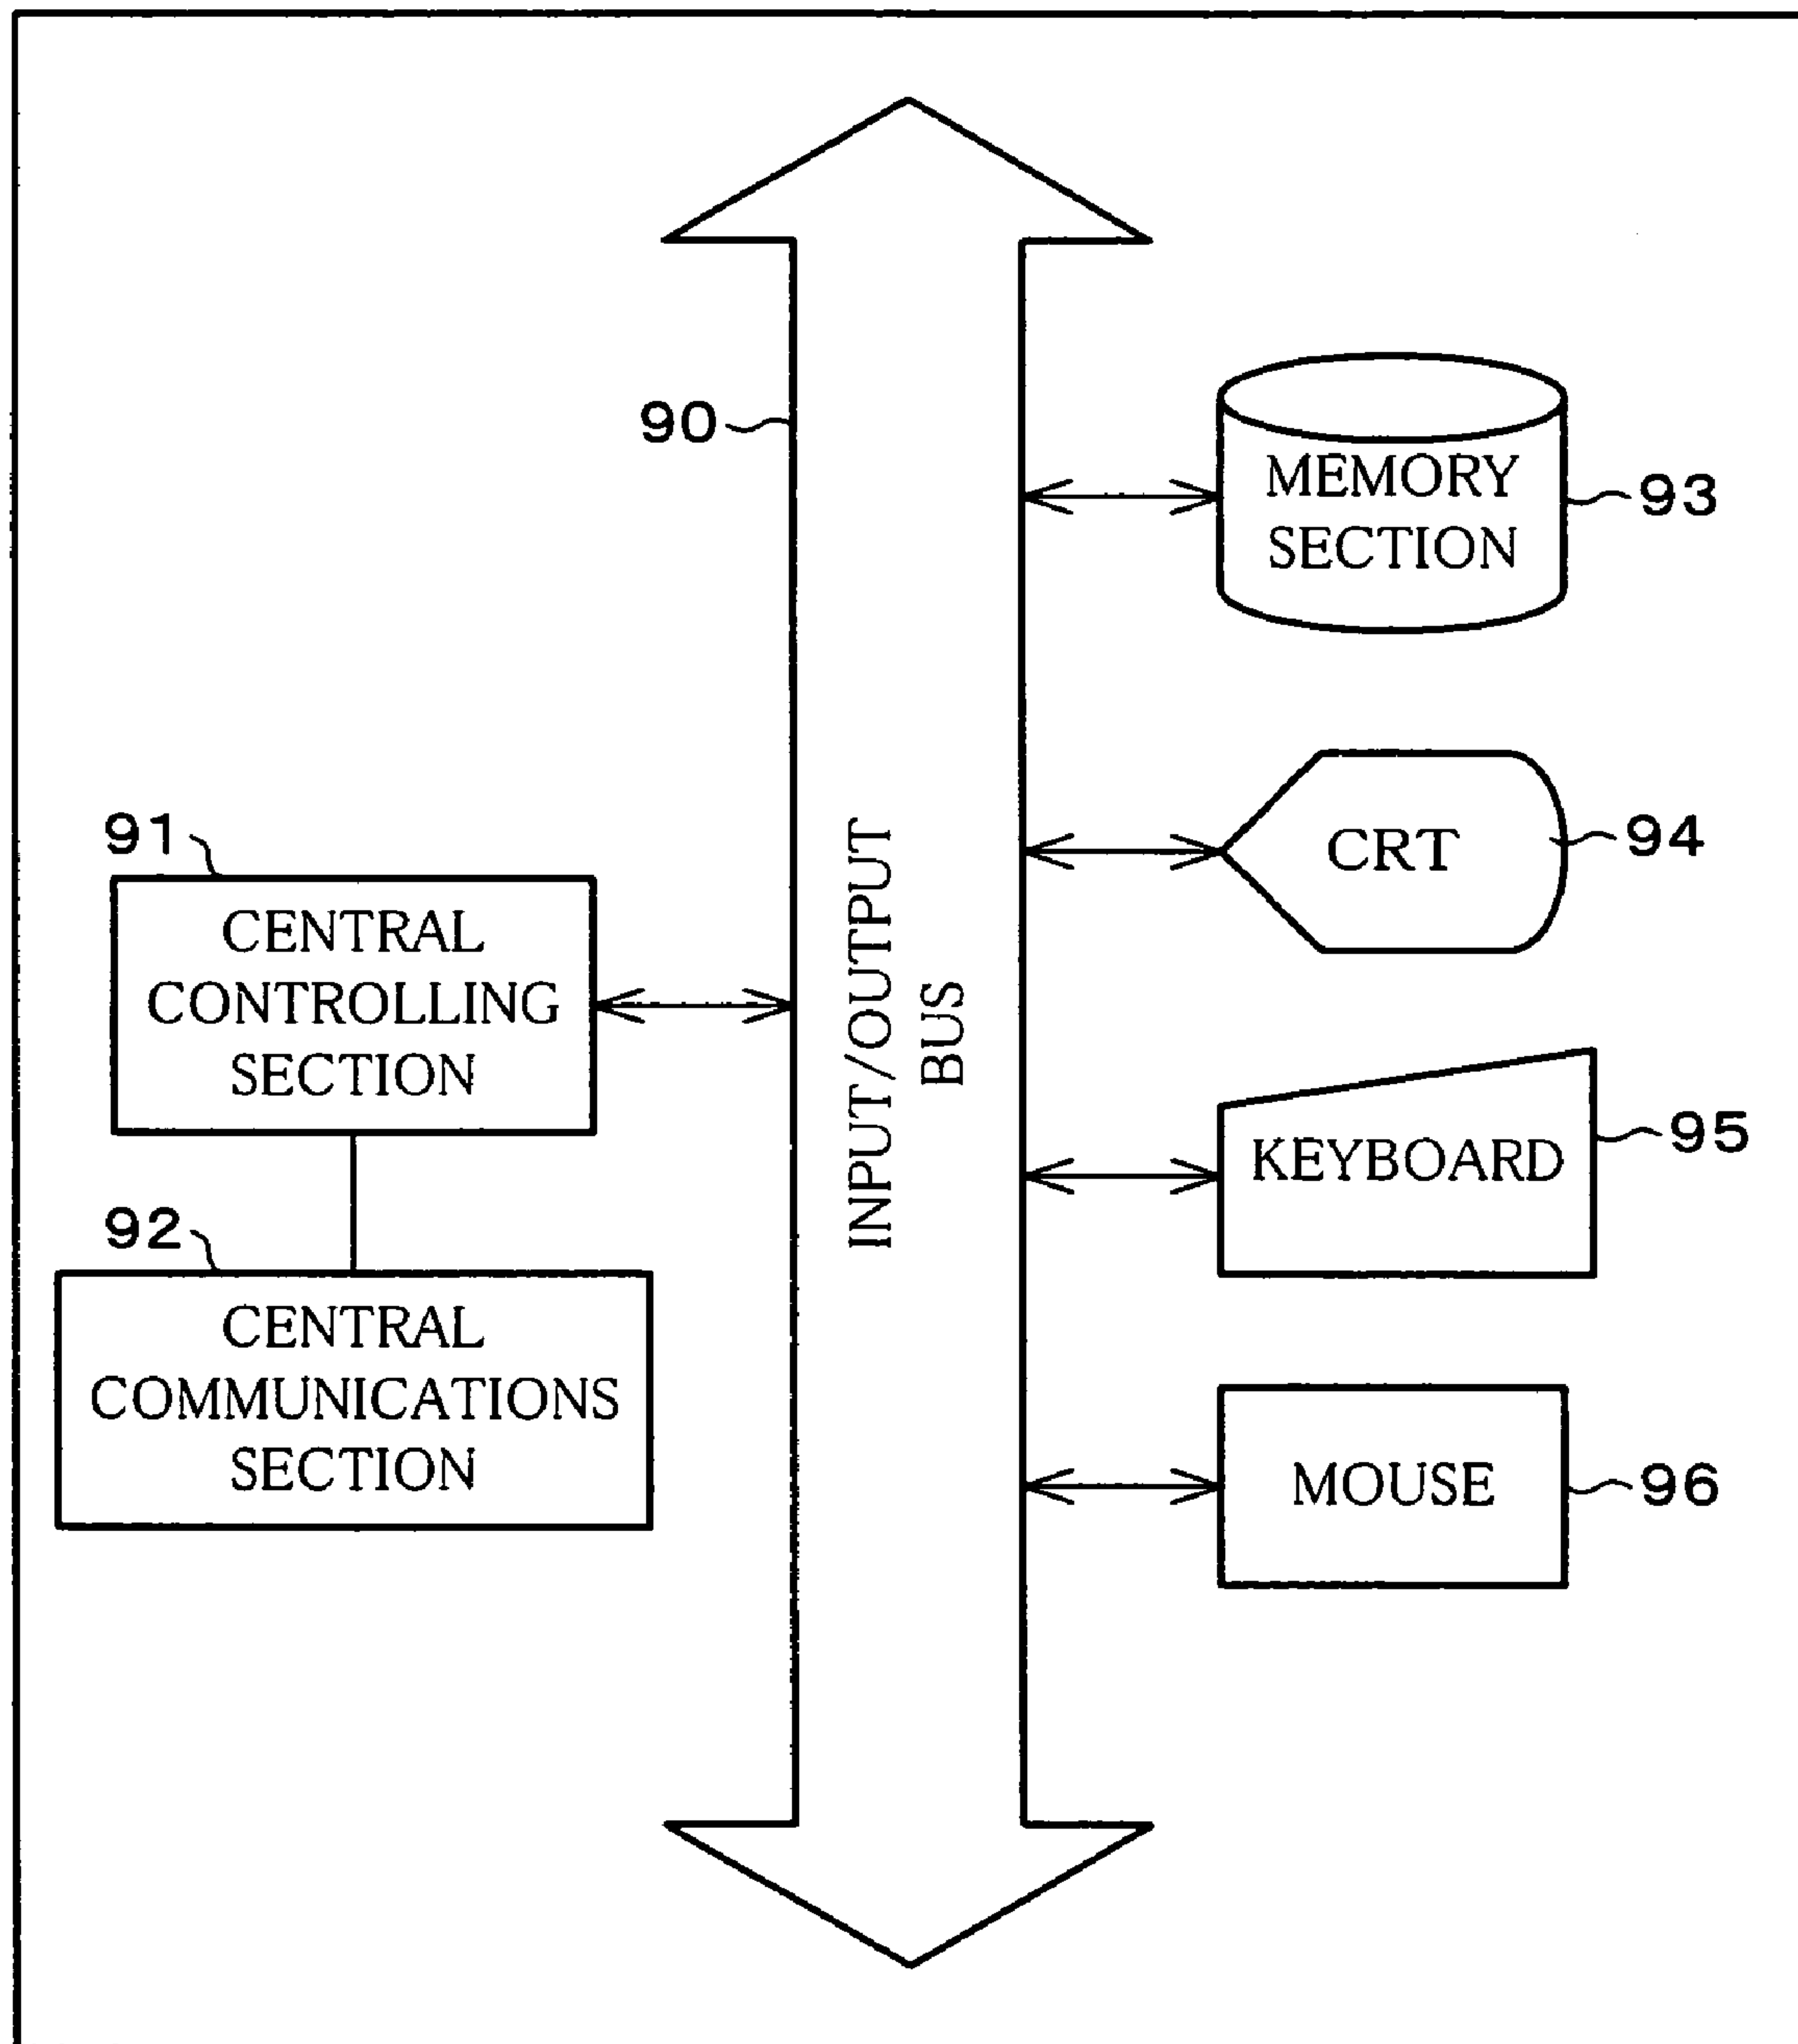 90
INPUT/OUTPUT
BUS
MEMORY
SECTION
93
CRT
94
KEYBOARD
95
MOUSE
96
91
CENTRAL
CONTROLLING
SECTION
92
CENTRAL
COMMUNICATIONS
SECTION